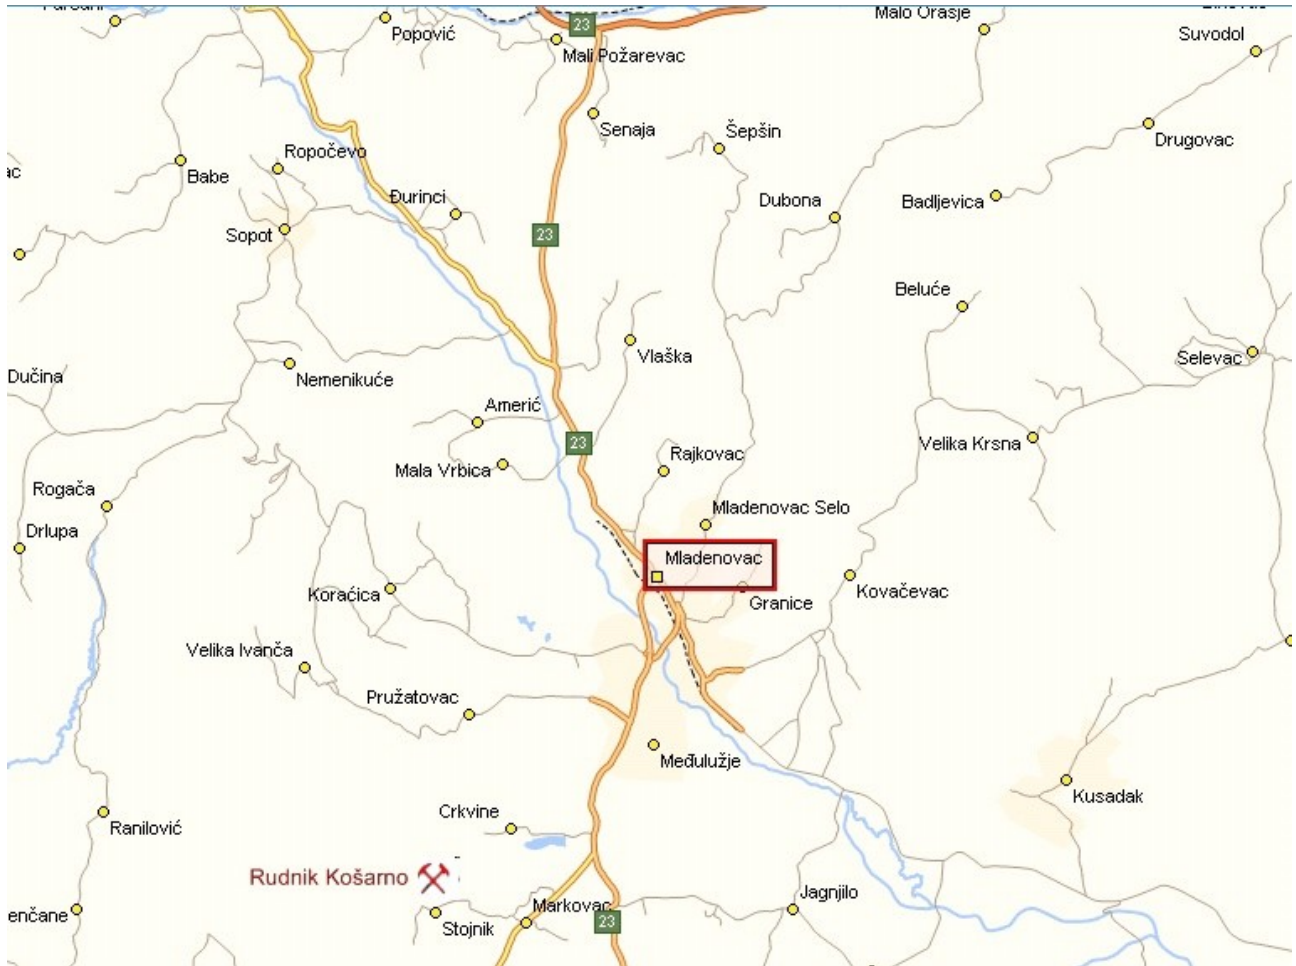 Popović
23
Malo Orasje
Suvodol
Mali Požarevac
Senaja
Šepšin
Drugovac
Ropočevo
Babe
Đurinci
Dubona
Badljevica
Sopot
23
Beluće
Vlaška
Selevac
Dučina
Nemenikuće
Amerić
23
Velika Krsna
Rajkovac
Mala Vrbica
Rogača
Mladenovac Selo
Drlupa
Mladenovac
Koraćica
Granice
Kovačevac
Velika Ivanča
Pružatovac
Međulužje
Kusadak
Crkvine
Ranilović
Rudnik Košarno
Jagnjilo
Markovac
enčane
23
Stojnik